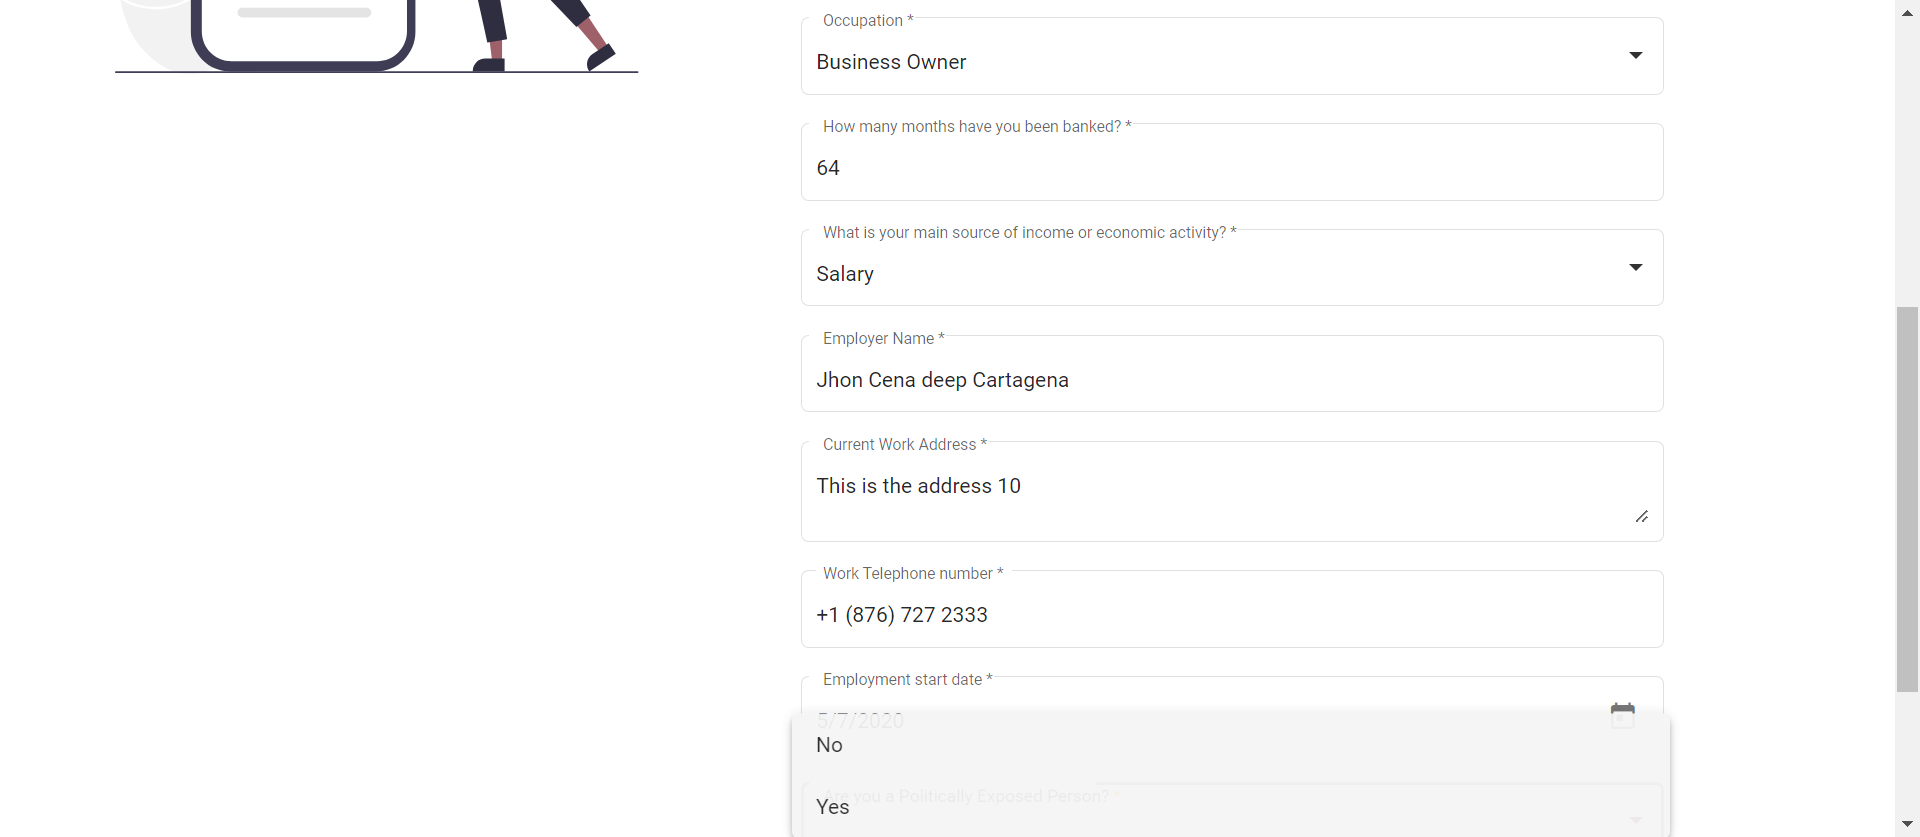 Occupation *
Business Owner
How many months have you been banked? *
64
What is your main source of income or economic activity? *
Salary
Employer Name *
Jhon Cena deep Cartagena
Current Work Address *
This is the address 10
Work Telephone number *
+1 (876) 727 2333
Employment start date *
5/7/2020
No
Are you a Politically Exposed Person?
Yes